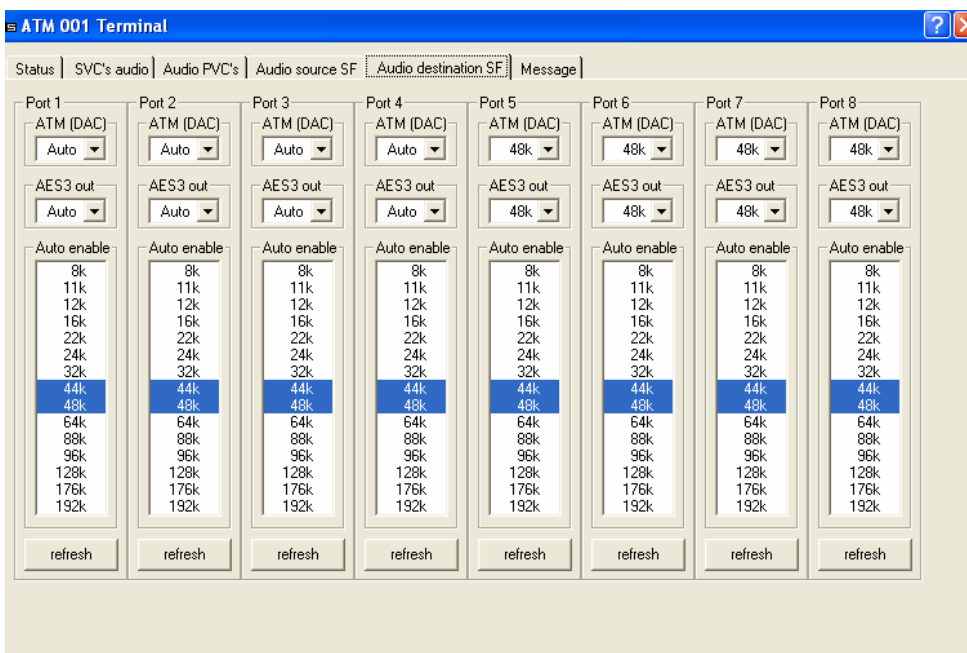 ATM 001 Terminal
Status SVC's audio Audio PVC's Audio source SF Audio destination SF Message
Port 1 Port 2 Port 3 Port 4 Port 5 Port 6 Port 7 Port 8
ATM (DAC) ATM (DAC) ATM (DAC) ATM (DAC) ATM (DAC) ATM (DAC) ATM (DAC) ATM (DAC)
Auto Auto Auto Auto 48k 48k 48k 48k
AES3 out AES3 out AES3 out AES3 out AES3 out AES3 out AES3 out AES3 out
Auto Auto Auto Auto 48k 48k 48k 48k
Auto enable Auto enable Auto enable Auto enable Auto enable Auto enable Auto enable Auto enable
8k 8k 8k 8k 8k 8k 8k 8k
11k 11k 11k 11k 11k 11k 11k 11k
12k 12k 12k 12k 12k 12k 12k 12k
16k 16k 16k 16k 16k 16k 16k 16k
22k 22k 22k 22k 22k 22k 22k 22k
24k 24k 24k 24k 24k 24k 24k 24k
32k 32k 32k 32k 32k 32k 32k 32k
44k 44k 44k 44k 44k 44k 44k 44k
48k 48k 48k 48k 48k 48k 48k 48k
64k 64k 64k 64k 64k 64k 64k 64k
88k 88k 88k 88k 88k 88k 88k 88k
96k 96k 96k 96k 96k 96k 96k 96k
128k 128k 128k 128k 128k 128k 128k 128k
176k 176k 176k 176k 176k 176k 176k 176k
192k 192k 192k 192k 192k 192k 192k 192k
refresh refresh refresh refresh refresh refresh refresh refresh